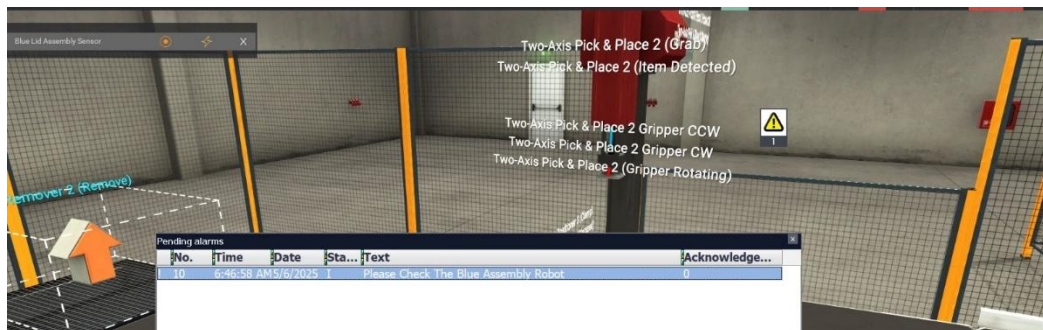 Blue Lid Assembly Sensor X
Two-Axis Pick & Place 2 (Grab)
Two-Axis Pick & Place 2 (Item Detected)
Two-Axis Pick & Place 2 Gripper CCW
Two-Axis Pick & Place 2 Gripper CW
Two-Axis Pick & Place 2 (Gripper Rotating)
1
emover 2 (Remove)
Pending alarms
No. Time Date Sta... Text Acknowledge...
! 10 6:46:58 AM 5/6/2025 I Please Check The Blue Assembly Robot 0